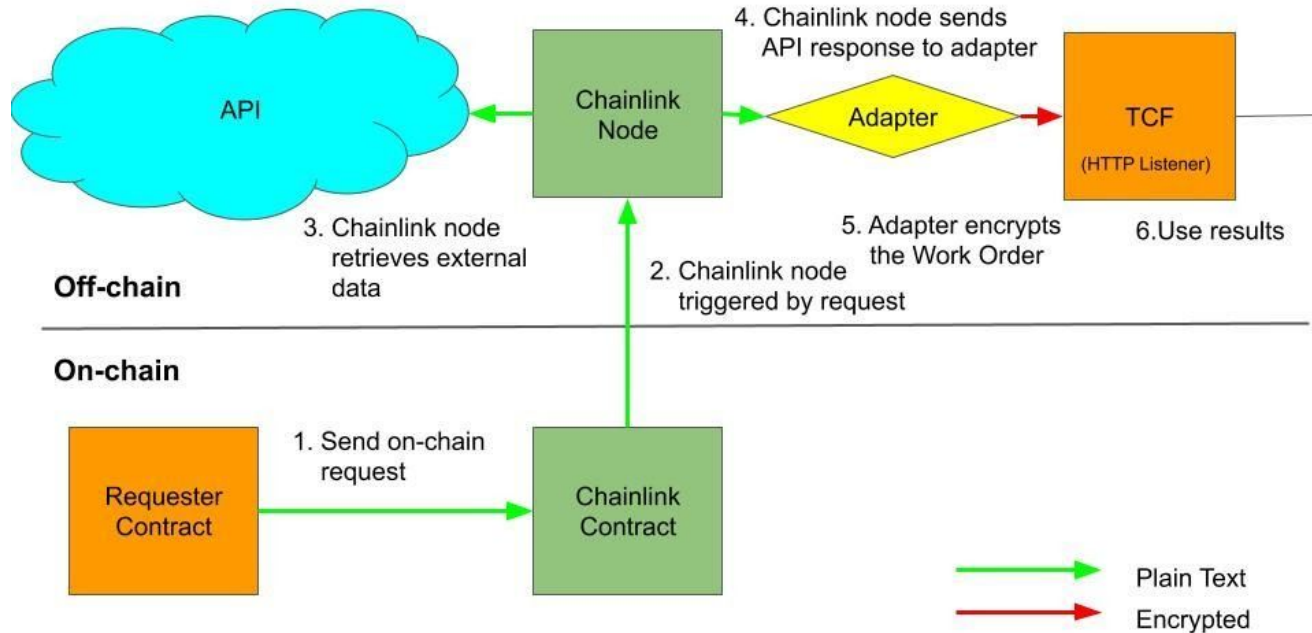 4. Chainlink node sends
API response to adapter
API
Chainlink
Node
Adapter
TCF
(HTTP Listener)
3. Chainlink node
retrieves external
data
5. Adapter encrypts
the Work Order
6.Use results
2. Chainlink node
triggered by request
Off-chain
On-chain
1. Send on-chain
request
Requester
Contract
Chainlink
Contract
Plain Text
Encrypted